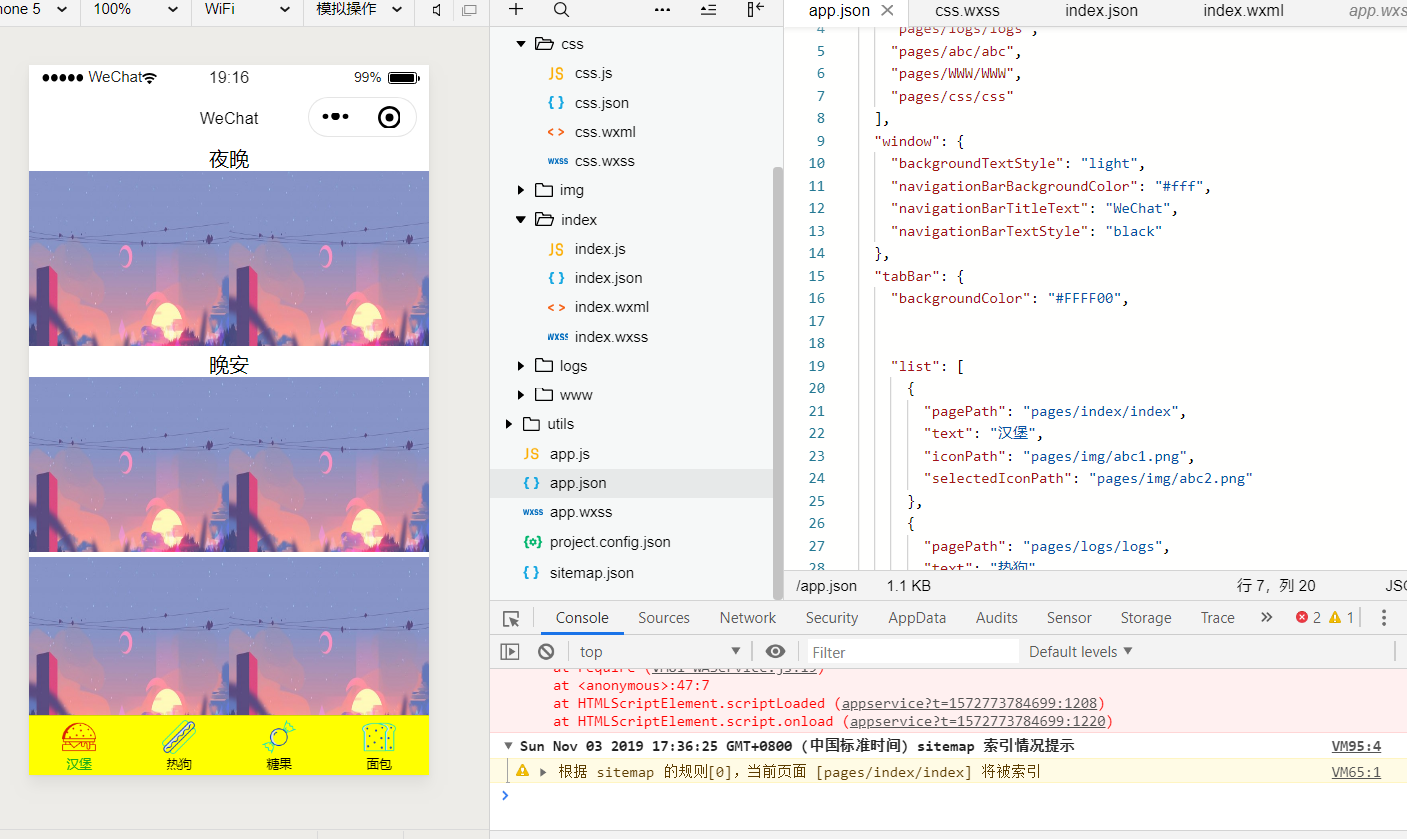 one 5
100%
WiFi
模拟操作
WeChat
19:16
99%
WeChat
夜晚
晚安
汉堡
热狗
糖果
面包
css
JS css.js
{ } css.json
< > css.wxml
WXSS css.wxss
img
index
JS index.js
{ } index.json
< > index.wxml
WXSS index.wxss
logs
www
utils
JS app.js
{ } app.json
WXSS app.wxss
project.config.json
{ } sitemap.json
app.json
css.wxss
index.json
index.wxml
app.wxs
4 "pages/logs/logs",
5 "pages/abc/abc",
6 "pages/WWW/WWW",
7 "pages/css/css"
8 ],
9 "window": {
10 "backgroundTextStyle": "light",
11 "navigationBarBackgroundColor": "#fff",
12 "navigationBarTitleText": "WeChat",
13 "navigationBarTextStyle": "black"
14 },
15 "tabBar": {
16 "backgroundColor": "#FFFF00",
17
18
19 "list": [
20 {
21 "pagePath": "pages/index/index",
22 "text": "汉堡",
23 "iconPath": "pages/img/abc1.png",
24 "selectedIconPath": "pages/img/abc2.png"
25 },
26 {
27 "pagePath": "pages/logs/logs",
28 "text": "热狗"
/app.json 1.1 KB 行 7，列 20 JSO
Console Sources Network Security AppData Audits Sensor Storage Trace » 2 1
top Filter Default levels
at require (VM81 WAService.js:19)
at <anonymous>:47:7
at HTMLScriptElement.scriptLoaded (appservice?t=1572773784699:1208)
at HTMLScriptElement.script.onload (appservice?t=1572773784699:1220)
Sun Nov 03 2019 17:36:25 GMT+0800 (中国标准时间) sitemap 索引情况提示 VM95:4
根据 sitemap 的规则[0]，当前页面 [pages/index/index] 将被索引 VM65:1